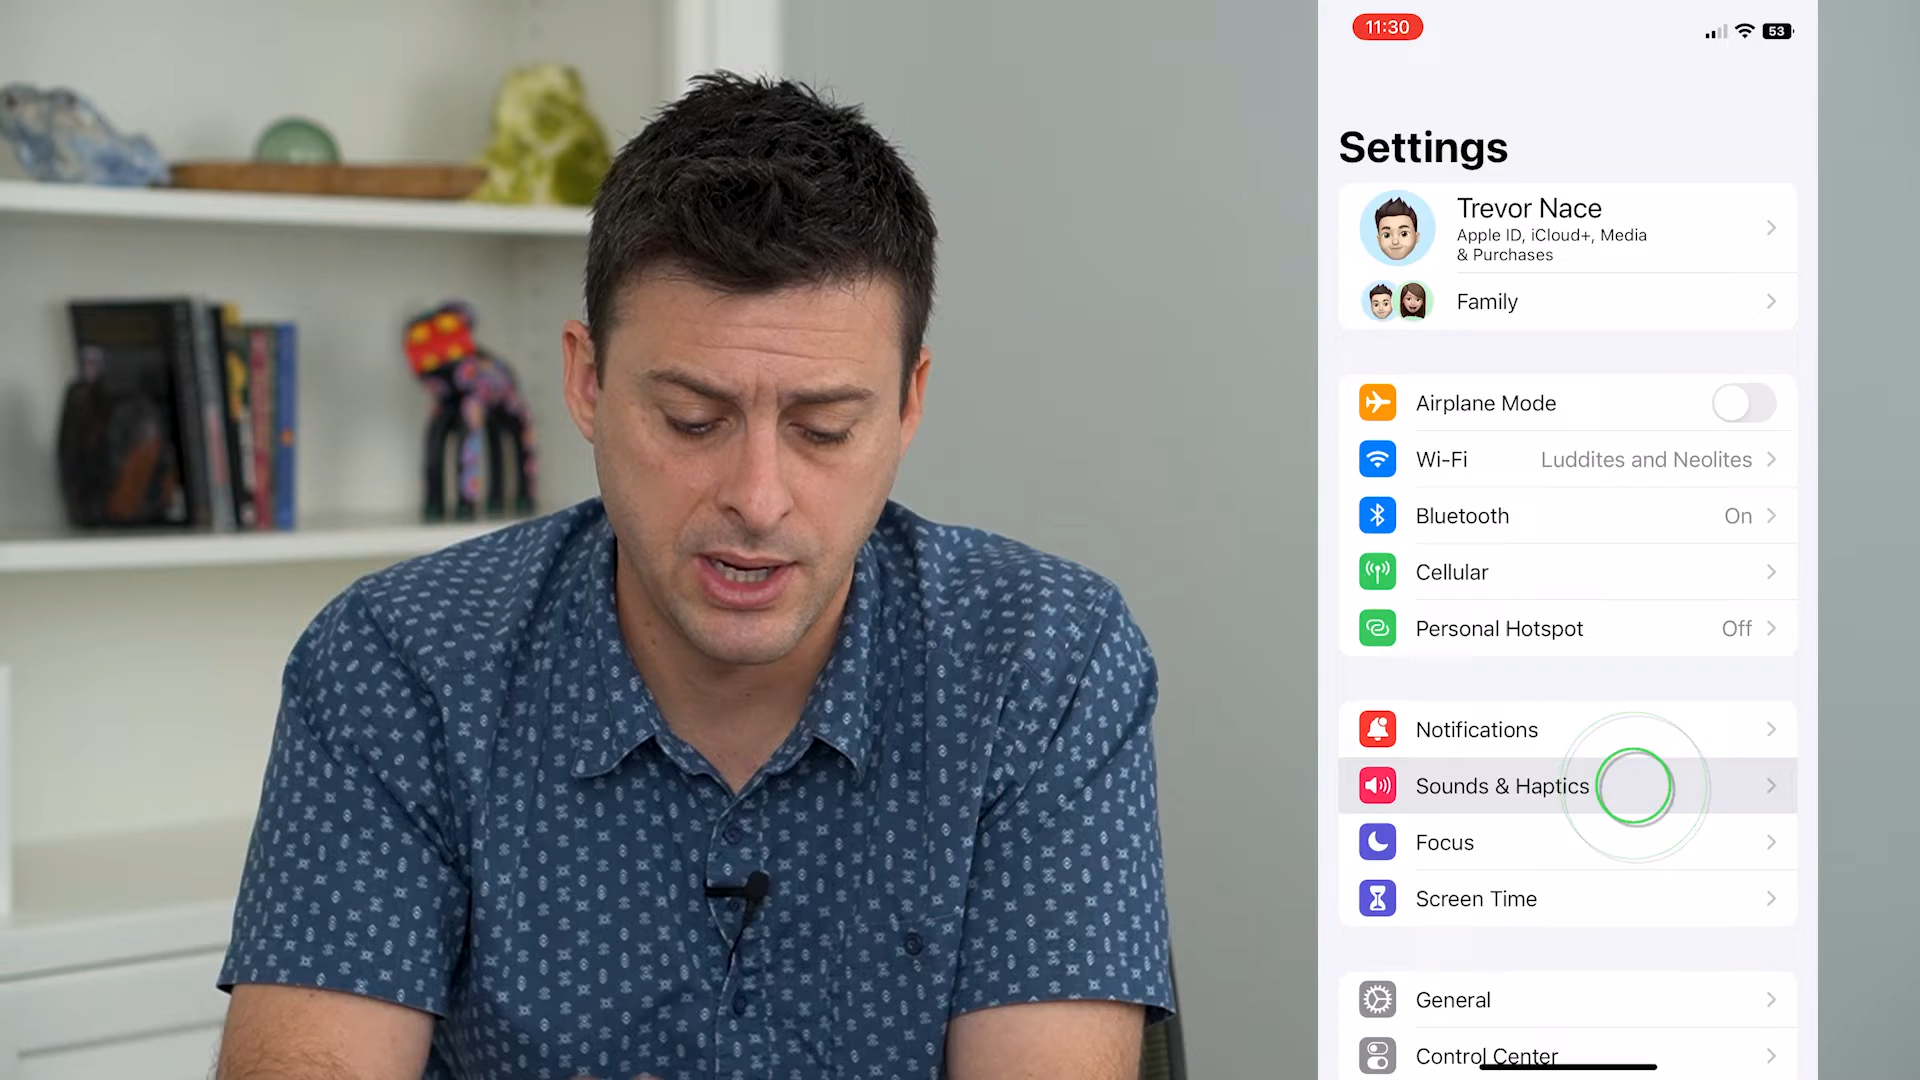 11:30
53
Settings
Trevor Nace
Apple ID, iCloud+, Media
& Purchases
Family
Airplane Mode
Wi-Fi Luddites and Neolites
Bluetooth On
Cellular
Personal Hotspot Off
Notifications
Sounds & Haptics
Focus
Screen Time
General
Control Center